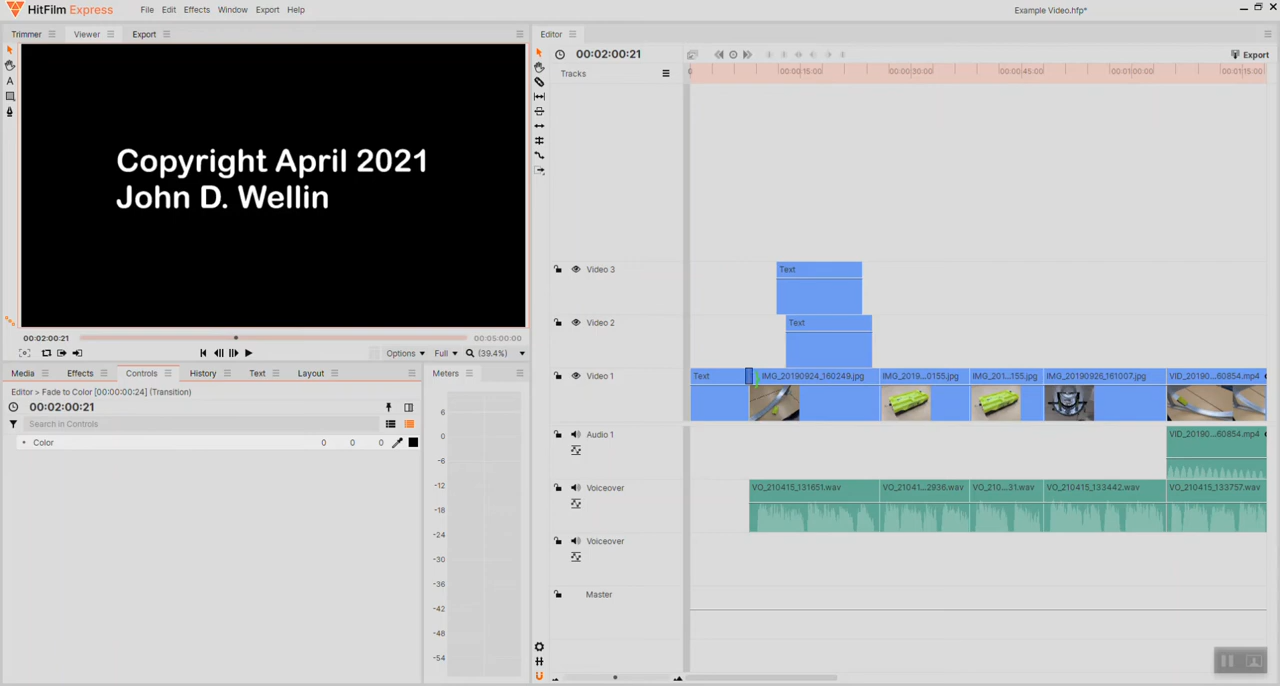 HitFilm Express
File Edit Effects Window Export Help
Example Video.hfp*
Trimmer Viewer Export
Editor
00:02:00:21
Export
Tracks
0 00:00:15:00 00:00:30:00 00:00:45:00 00:01:00:00 00:01:15:00
A
Copyright April 2021
John D. Wellin
00:02:00:21 00:05:00:00
Options Full (39.4%)
Media Effects Controls History Text Layout
Meters
Editor > Fade to Color [00:00:00:24] (Transition)
00:02:00:21
Search in Controls
Color 0 0 0
6
0
-6
-12
-18
-24
-30
-36
-42
-48
-54
Video 3
Text
Video 2
Text
Video 1
Text IMG_20190924_160249.jpg IMG_2019...0155.jpg IMG_201...155.jpg IMG_20190926_161007.jpg VID_20190...60854.mp4
Audio 1
VID_20190...60854.mp4
Voiceover
VO_210415_131651.wav VO_21041...2936.wav VO_210...31.wav VO_210415_133442.wav VO_210415_133757.wav
Voiceover
Master